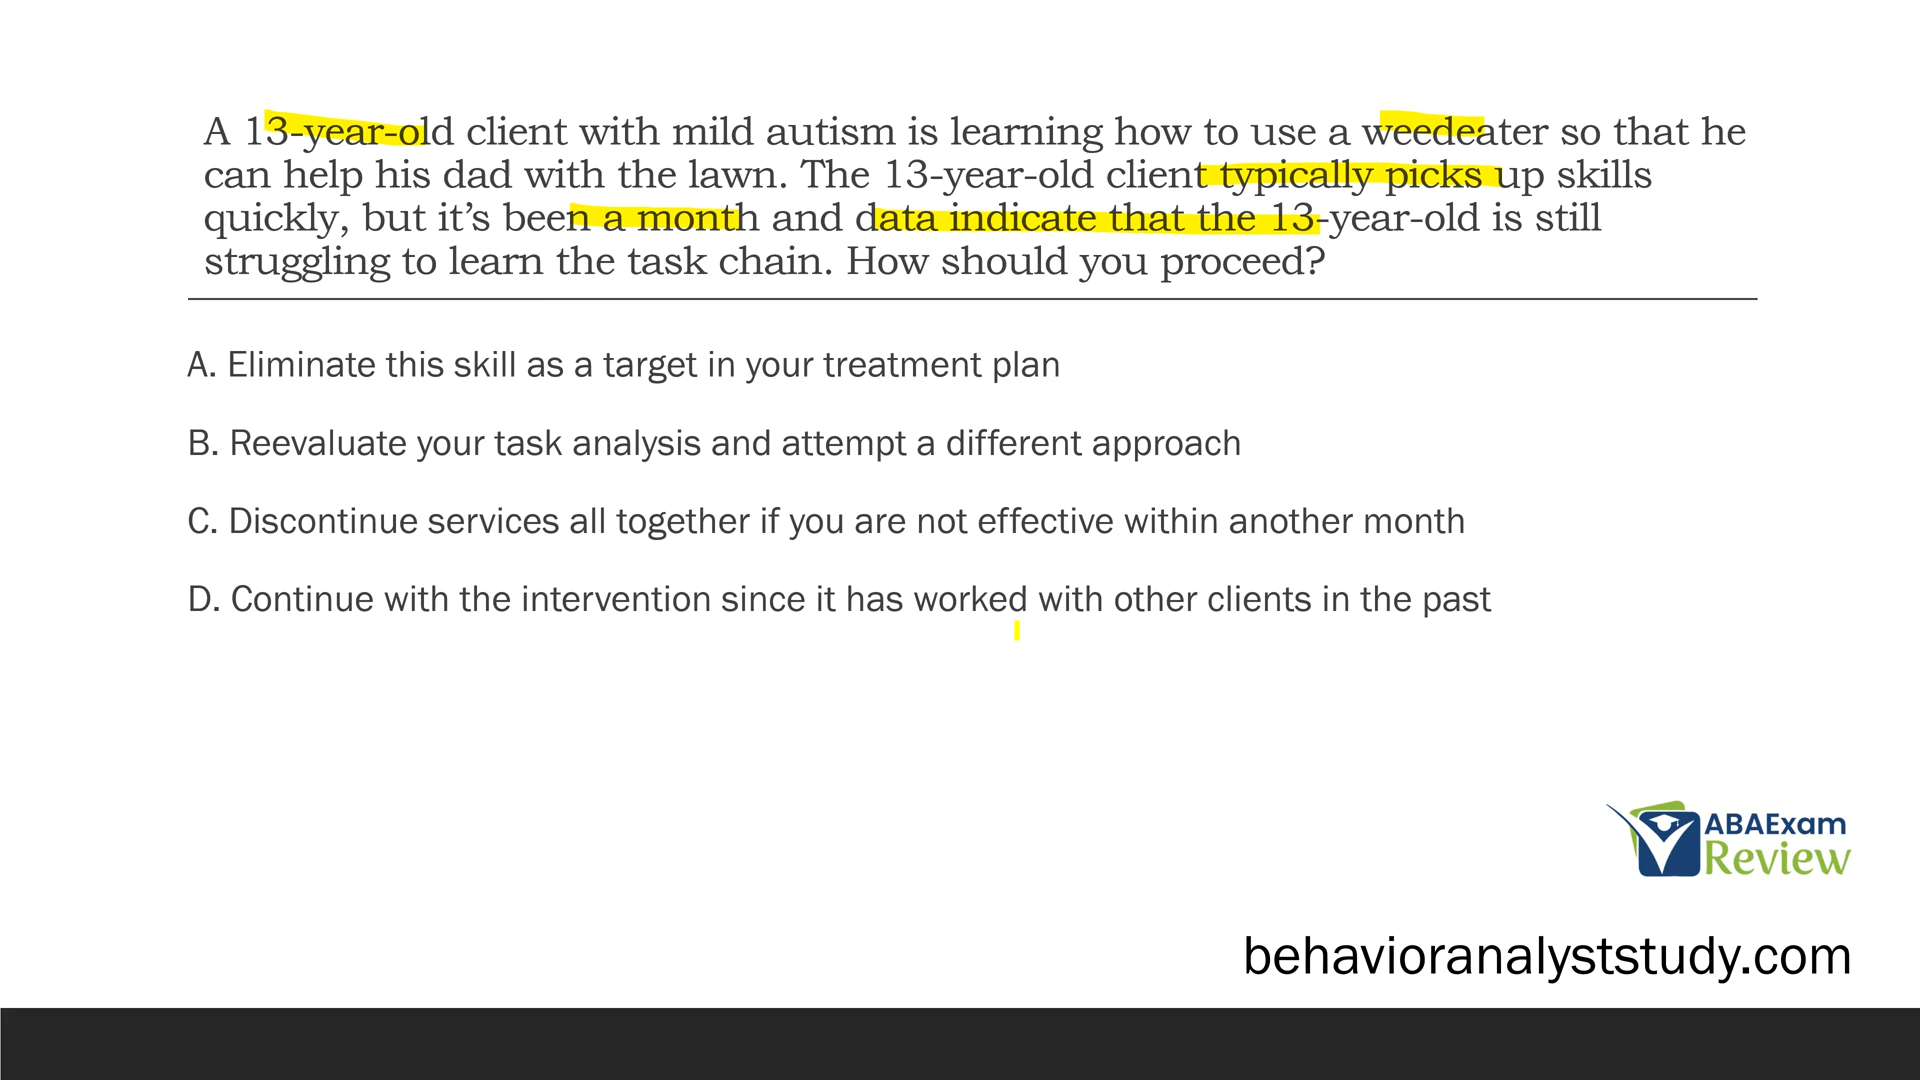 A 13-year-old client with mild autism is learning how to use a weedeater so that he
can help his dad with the lawn. The 13-year-old client typically picks up skills
quickly, but it’s been a month and data indicate that the 13-year-old is still
struggling to learn the task chain. How should you proceed?
A. Eliminate this skill as a target in your treatment plan
B. Reevaluate your task analysis and attempt a different approach
C. Discontinue services all together if you are not effective within another month
D. Continue with the intervention since it has worked with other clients in the past
ABAExam
Review
behavioranalyststudy.com